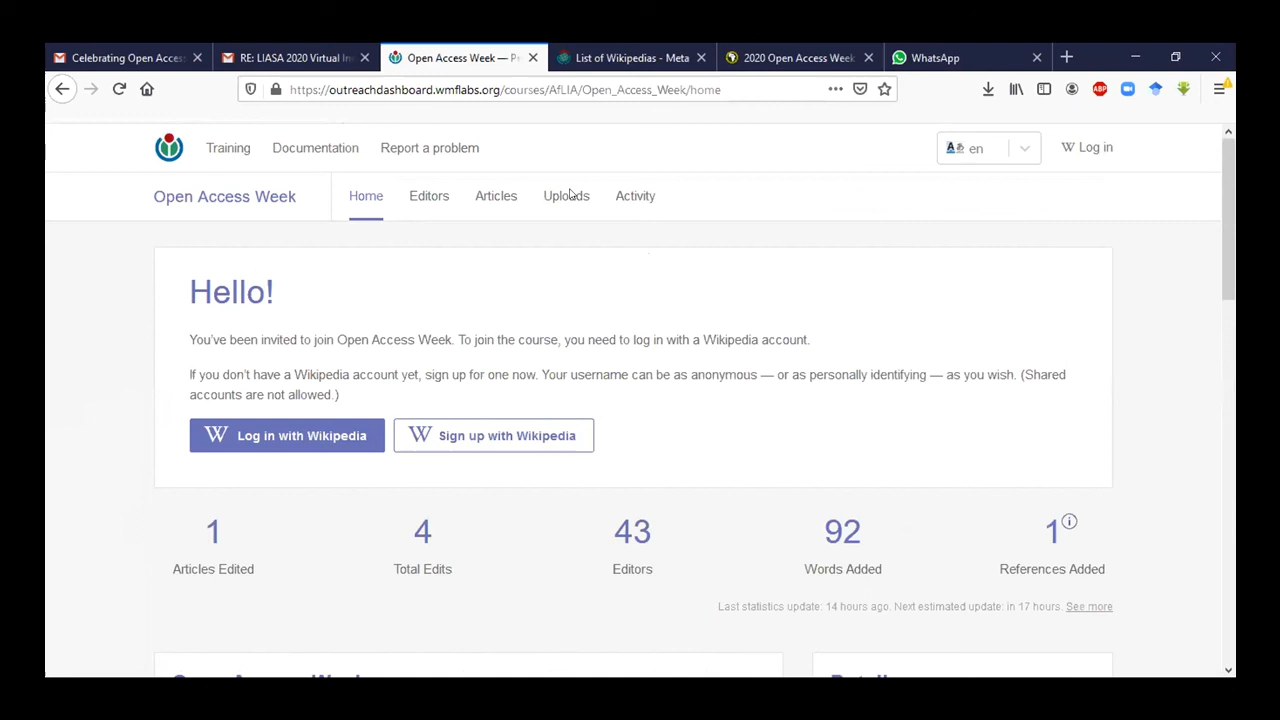 Celebrating Open Access
RE: LIASA 2020 Virtual In
Open Access Week — P
List of Wikipedias - Meta
2020 Open Access Week
WhatsApp
https://outreachdashboard.wmflabs.org/courses/AfLIA/Open_Access_Week/home
ABP
Training
Documentation
Report a problem
en
W Log in
Open Access Week
Home
Editors
Articles
Uploads
Activity
Hello!
You've been invited to join Open Access Week. To join the course, you need to log in with a Wikipedia account.
If you don't have a Wikipedia account yet, sign up for one now. Your username can be as anonymous — or as personally identifying — as you wish. (Shared
accounts are not allowed.)
W Log in with Wikipedia
W Sign up with Wikipedia
1
4
43
92
1
Articles Edited
Total Edits
Editors
Words Added
References Added
Last statistics update: 14 hours ago. Next estimated update: in 17 hours. See more